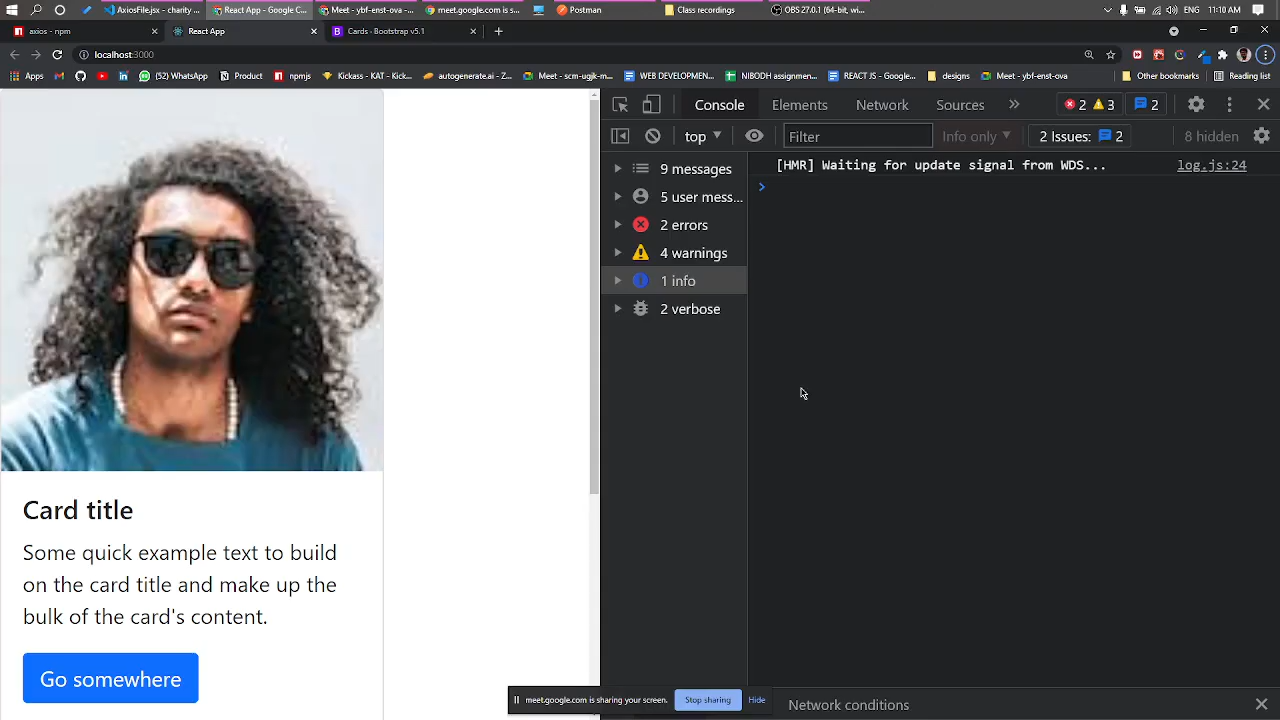 AxiosFile.jsx - charity ...
React App - Google C...
Meet - ybf-enst-ova - ...
meet.google.com is s...
Postman
Class recordings
OBS 27.0.1 (64-bit, wi...
ENG
11:10 AM
axios - npm
React App
Cards · Bootstrap v5.1
localhost:3000
Apps
(52) WhatsApp
Product
npmjs
Kickass - KAT - Kick...
autogenerate.ai - Z...
Meet - scm-ugjk-m...
WEB DEVELOPMEN...
NIBODH assignmen...
REACT JS - Google...
designs
Meet - ybf-enst-ova
Other bookmarks
Reading list
Console
Elements
Network
Sources
2
3
2
top
Filter
Info only
2 Issues:
2
8 hidden
9 messages
5 user mess...
2 errors
4 warnings
1 info
2 verbose
[HMR] Waiting for update signal from WDS...
log.js:24
Card title
Some quick example text to build
on the card title and make up the
bulk of the card's content.
Go somewhere
meet.google.com is sharing your screen.
Stop sharing
Hide
Network conditions